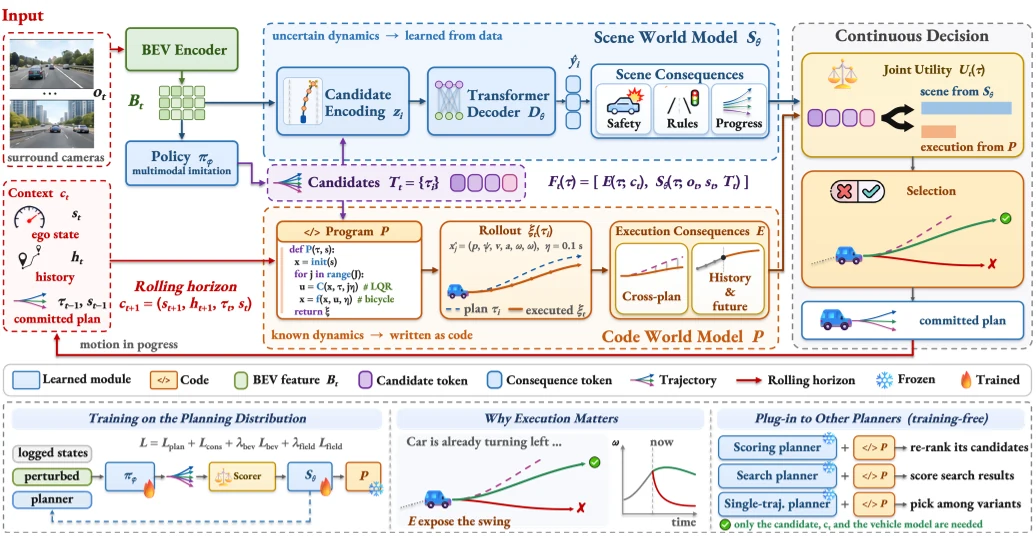 Input
...
o_t
surround cameras
Context c_t
s_t
ego state
h_t
history
τ_{t−1}, s_{t−1}
committed plan
BEV Encoder
B_t
Policy π_φ
multimodal imitation
Rolling horizon
c_{t+1} = (s_{t+1}, h_{t+1}, τ_t, s_t)
motion in pogress
uncertain dynamics → learned from data
Scene World Model S_θ
Candidate
Encoding z_i
Transformer
Decoder D_θ
ŷ_i
Scene Consequences
Safety
Rules
Progress
Candidates T_t = {τ_i}
F_t(τ) = [ E(τ; c_t), S_θ(τ; o_t, s_t, T_t) ]
</> Program P
def P(τ, s):
x = init(s)
for j in range(J):
u = C(x, τ, jη) # LQR
x = f(x, u, η) # bicycle
return ξ
Rollout ξ_t(τ_i)
η = 0.1 s
plan τ_i
executed ξ_t
Execution Consequences E
Cross-plan
History
&
future
known dynamics → written as code
Code World Model P
Continuous Decision
Joint Utility U_t(τ)
scene from S_θ
execution from P
Selection
committed plan
Learned module
</> Code
BEV feature B_t
Candidate token
Consequence token
Trajectory
Rolling horizon
Frozen
Trained
Training on the Planning Distribution
L = L_plan + L_cons + λ_bev L_bev + λ_field L_field
logged states
perturbed
planner
π_φ
Scorer
S_θ
P
Why Execution Matters
Car is already turning left ...
E expose the swing
ω
now
time
Plug-in to Other Planners (training-free)
Scoring planner + </> P re-rank its candidates
Search planner + </> P score search results
Single-traj. planner + </> P pick among variants
only the candidate, c, and the vehicle model are needed